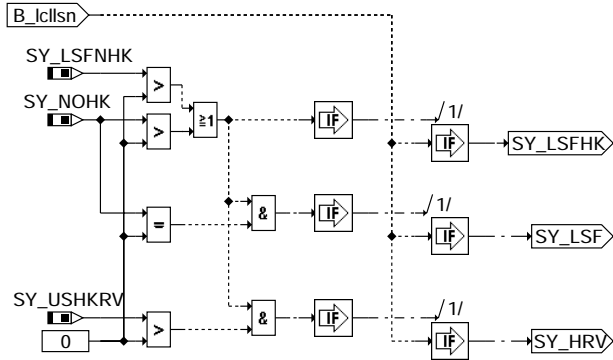 B_lcllsn
SY_LSFNHK
>
SY_NOHK
>
≥1
IF
/1/
IF
SY_LSFHK
=
&
IF
/1/
IF
SY_LSF
SY_USHKRV
>
0
&
IF
/1/
IF
SY_HRV